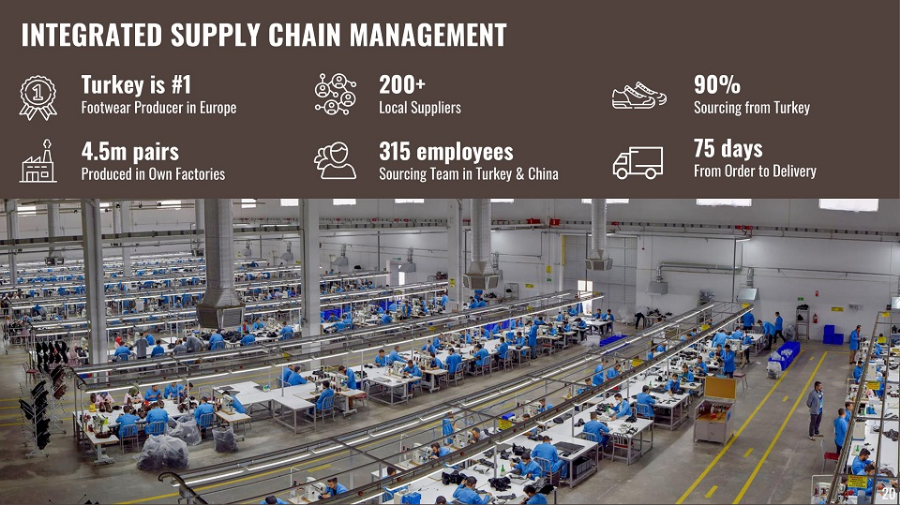 INTEGRATED SUPPLY CHAIN MANAGEMENT
1
Turkey is #1
Footwear Producer in Europe
200+
Local Suppliers
90%
Sourcing from Turkey
4.5m pairs
Produced in Own Factories
315 employees
Sourcing Team in Turkey & China
75 days
From Order to Delivery
20